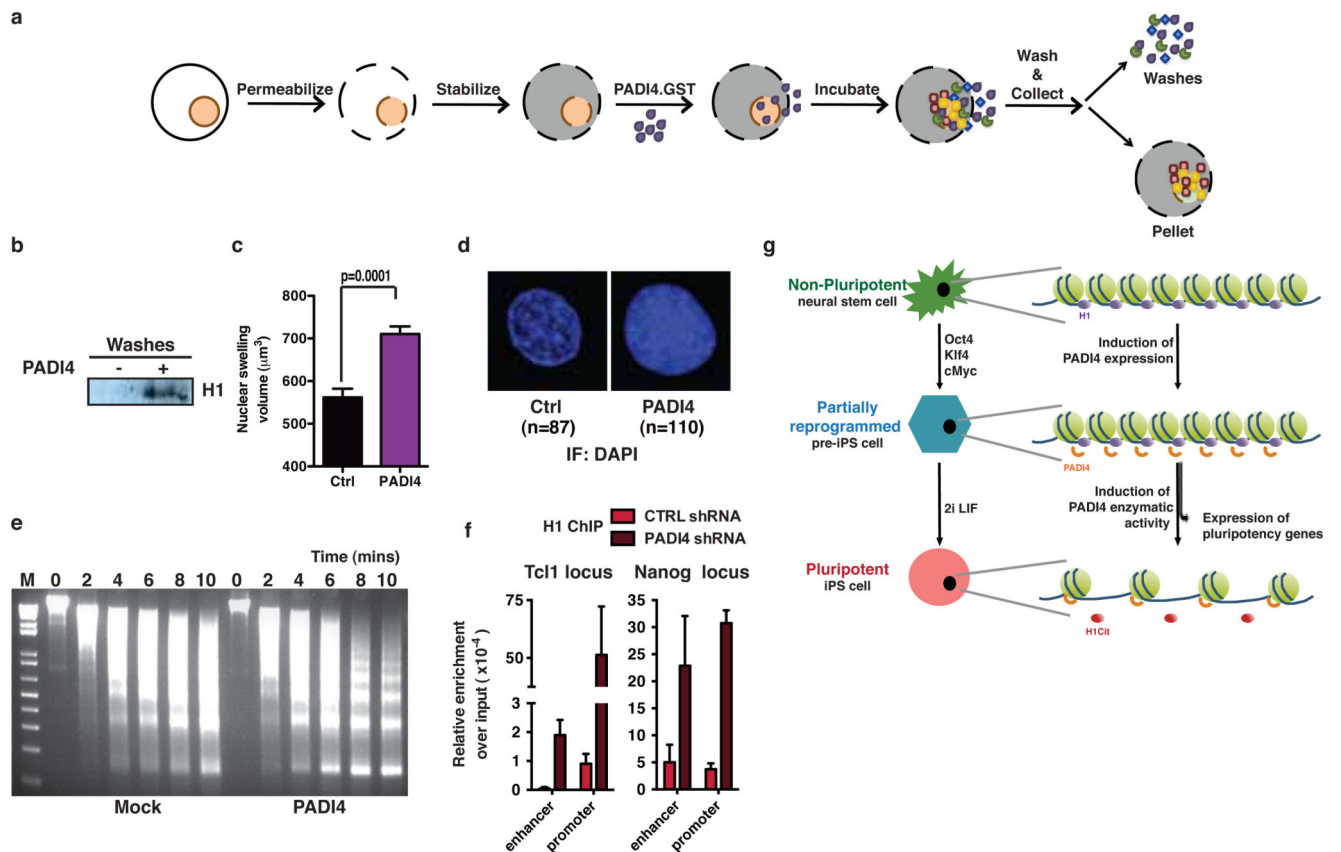 a
Permeabilize
Stabilize
PADI4.GST
Incubate
Wash
&
Collect
Washes
Pellet
b
Washes
PADI4 - +
H1
c
p=0.0001
Nuclear swelling
volume (μm³)
800
700
600
500
400
Ctrl PADI4
d
Ctrl
(n=87)
PADI4
(n=110)
IF: DAPI
e
Time (mins)
M 0 2 4 6 8 10 0 2 4 6 8 10
Mock PADI4
f
H1 ChIP
CTRL shRNA
PADI4 shRNA
Tcl1 locus
Nanog locus
Relative enrichment
over input (x10⁻⁴)
75
50
3
2
1
0
35
30
25
20
15
10
5
0
enhancer
promoter
enhancer
promoter
g
Non-Pluripotent
neural stem cell
H1
Oct4
Klf4
cMyc
Induction of
PADI4 expression
Partially
reprogrammed
pre-iPS cell
PADI4
2i LIF
Induction of
PADI4 enzymatic
activity
Expression of
pluripotency genes
Pluripotent
iPS cell
H1Cit